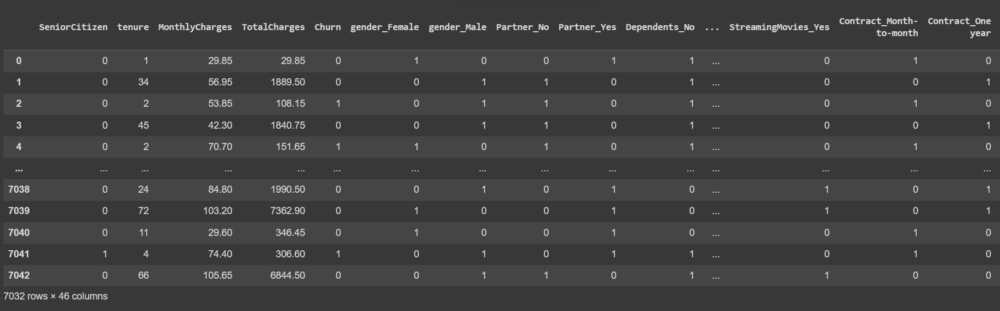 SeniorCitizen tenure MonthlyCharges TotalCharges Churn gender_Female gender_Male Partner_No Partner_Yes Dependents_No ... StreamingMovies_Yes Contract_Month-to-month Contract_One year
0 0 1 29.85 29.85 0 1 0 0 1 1 ... 0 1 0
1 0 34 56.95 1889.50 0 0 1 1 0 1 ... 0 0 1
2 0 2 53.85 108.15 1 0 1 1 0 1 ... 0 1 0
3 0 45 42.30 1840.75 0 0 1 1 0 1 ... 0 0 1
4 0 2 70.70 151.65 1 1 0 1 0 1 ... 0 1 0
... ... ... ... ... ... ... ... ... ... ... ... ... ... ...
7038 0 24 84.80 1990.50 0 0 1 0 1 0 ... 1 0 1
7039 0 72 103.20 7362.90 0 1 0 0 1 0 ... 1 0 1
7040 0 11 29.60 346.45 0 1 0 0 1 0 ... 0 1 0
7041 1 4 74.40 306.60 1 0 1 0 1 1 ... 0 1 0
7042 0 66 105.65 6844.50 0 0 1 1 0 1 ... 1 0 0
7032 rows × 46 columns